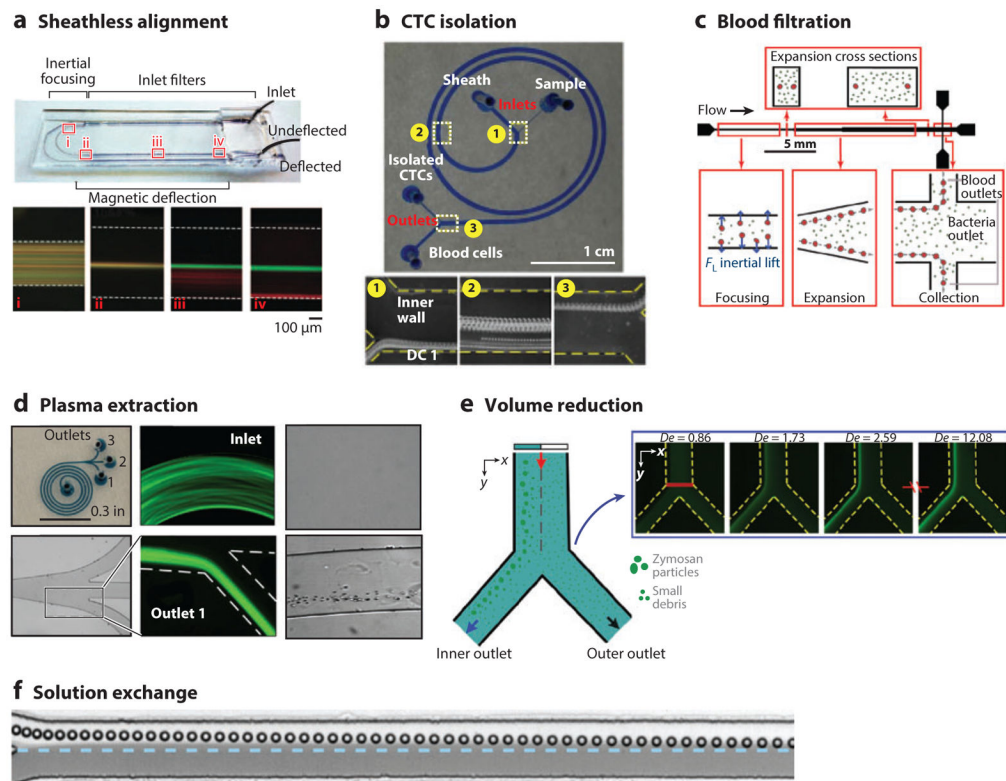 a Sheathless alignment
Inertial
focusing
Inlet filters
Inlet
Undeflected
Deflected
i
ii
iii
iv
Magnetic deflection
i
ii
iii
iv
100 µm
b CTC isolation
Sheath
Sample
Inlets
2
1
Isolated
CTCs
Outlets
3
Blood cells
1 cm
1
2
3
Inner
wall
DC 1
c Blood filtration
Expansion cross sections
Flow
5 mm
Blood
outlets
Bacteria
outlet
FL inertial lift
Focusing
Expansion
Collection
d Plasma extraction
Outlets
3
2
1
0.3 in
Inlet
Outlet 1
e Volume reduction
x
y
Zymosan
particles
Small
debris
Inner outlet
Outer outlet
De = 0.86
De = 1.73
De = 2.59
De = 12.08
x
y
f Solution exchange